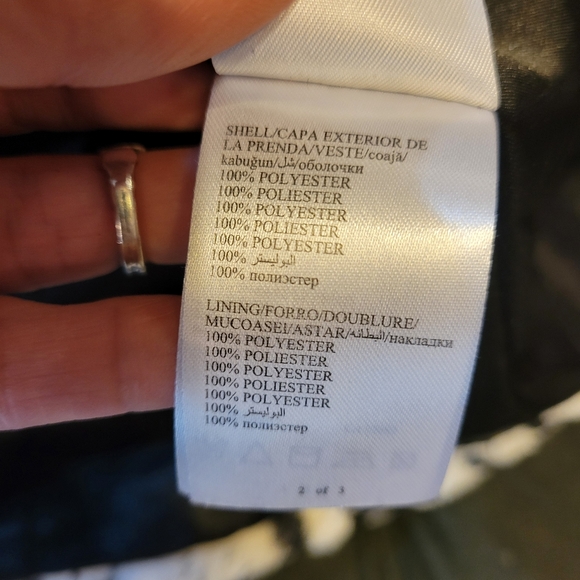 SHELL/CAPA EXTERIOR DE
LA PRENDA/VESTE/coajă/
kabuğun/شل/оболочки
100% POLYESTER
100% POLIESTER
100% POLYESTER
100% POLIESTER
100% POLYESTER
100% البوليستر
100% полиэстер
LINING/FORRO/DOUBLURE/
MUCOASEI/ASTAR/البطانه/накладки
100% POLYESTER
100% POLIESTER
100% POLYESTER
100% POLIESTER
100% POLYESTER
100% البوليستر
100% полиэстер
2 of 3